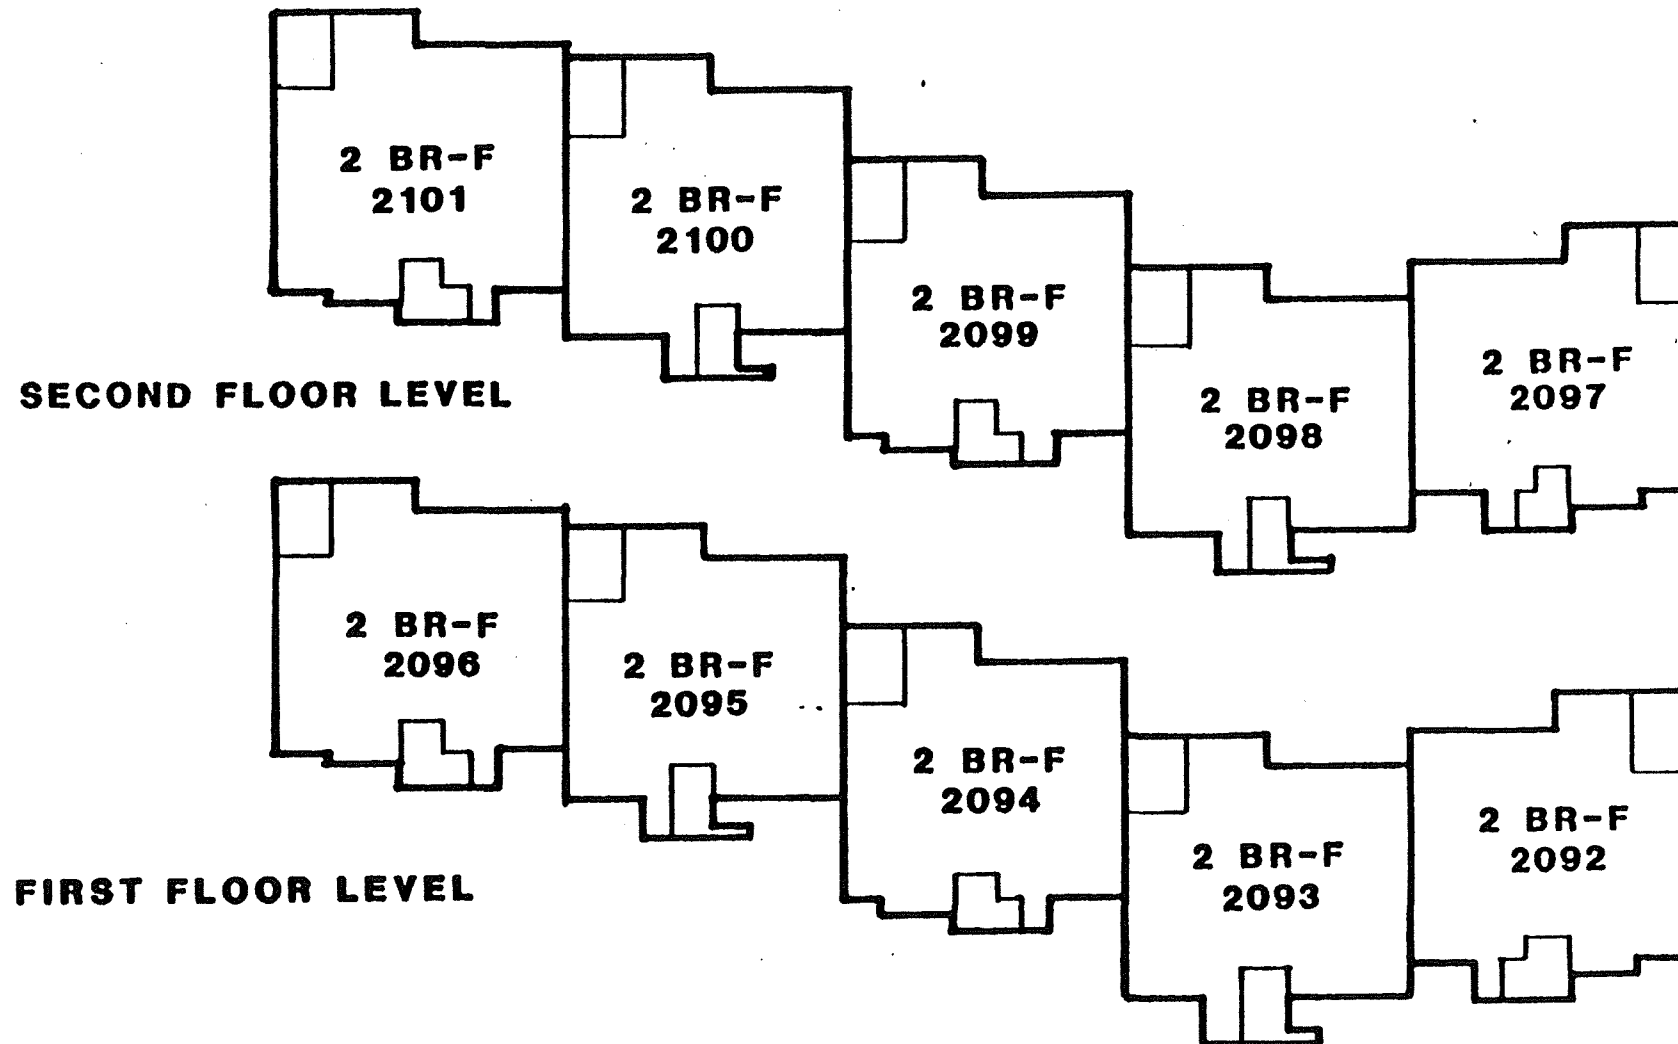 2 BR-F
2101
2 BR-F
2100
2 BR-F
2099
2 BR-F
2098
2 BR-F
2097
SECOND FLOOR LEVEL
2 BR-F
2096
2 BR-F
2095
2 BR-F
2094
2 BR-F
2093
2 BR-F
2092
FIRST FLOOR LEVEL